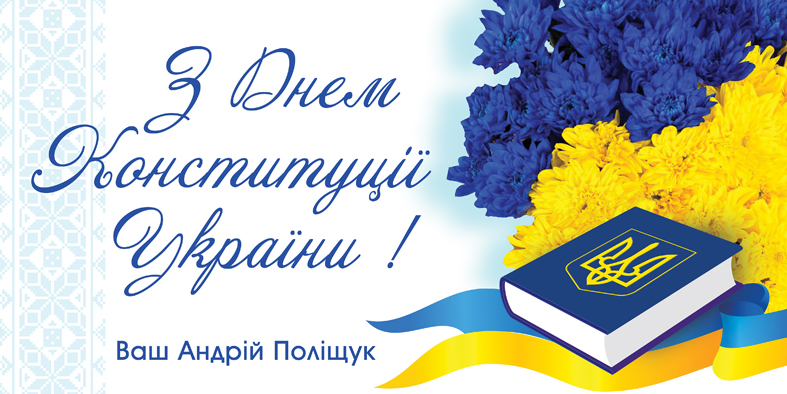 З Днем
Конституції
України !
Ваш Андрій Поліщук